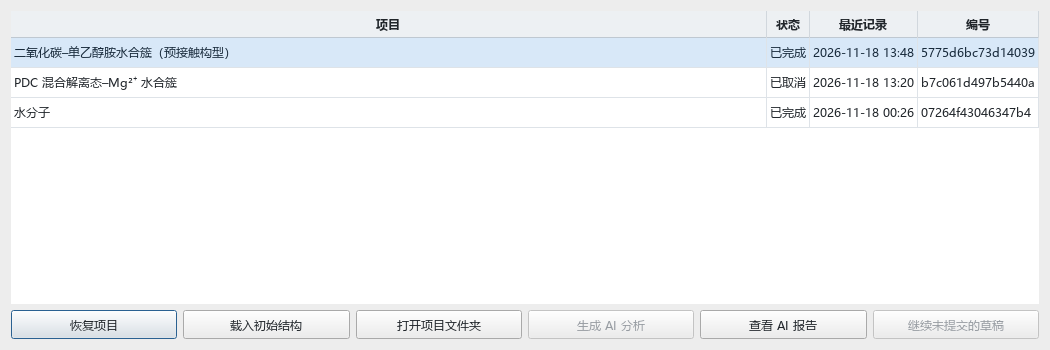 项目 状态 最近记录 编号
二氧化碳–单乙醇胺水合簇（预接触构型） 已完成 2026-11-18 13:48 5775d6bc73d14039
PDC 混合解离态–Mg²⁺ 水合簇 已取消 2026-11-18 13:20 b7c061d497b5440a
水分子 已完成 2026-11-18 00:26 07264f43046347b4
恢复项目 载入初始结构 打开项目文件夹 生成 AI 分析 查看 AI 报告 继续未提交的草稿